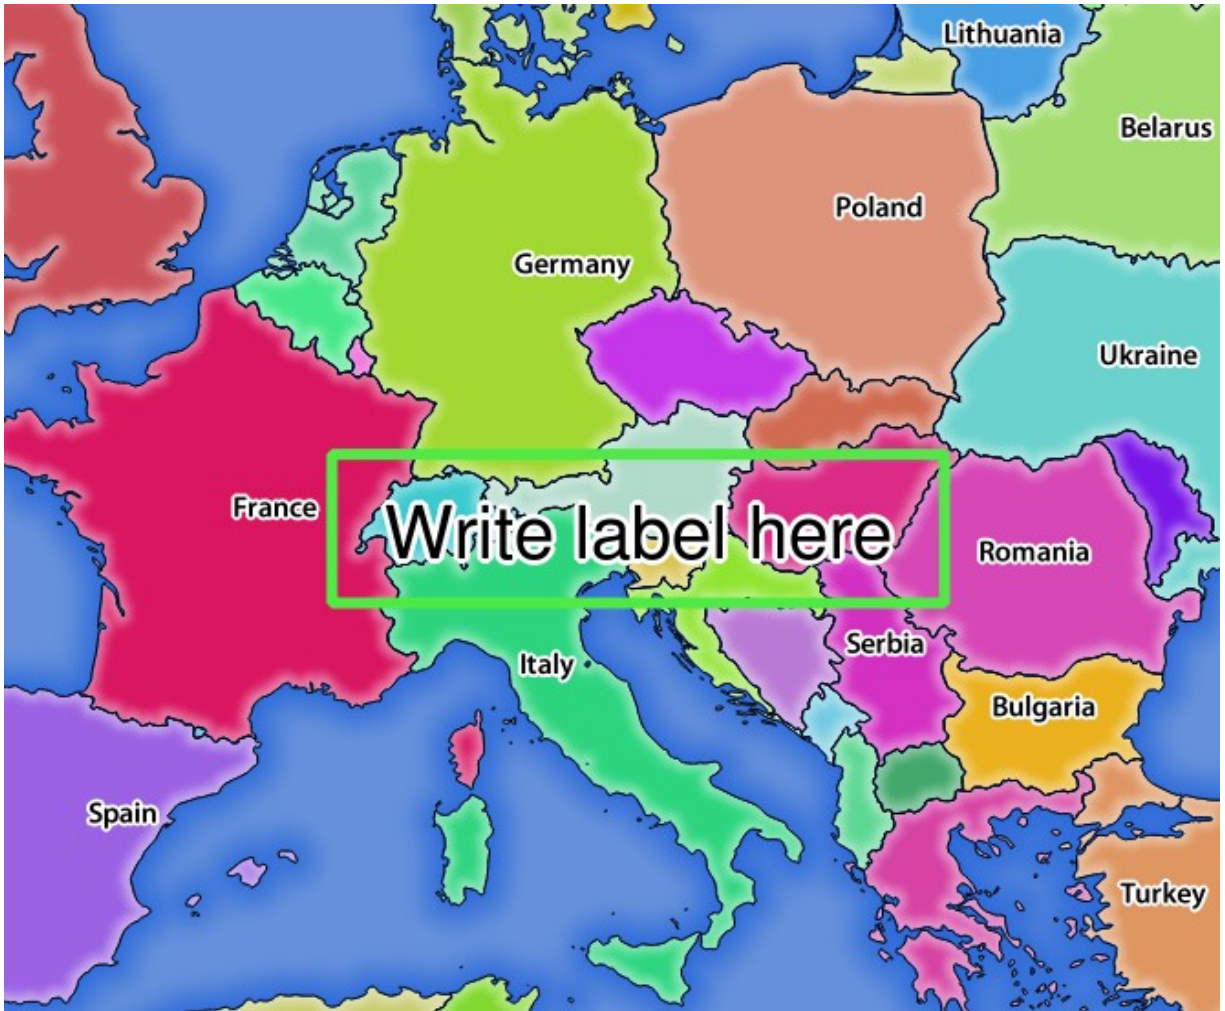 Lithuania
Belarus
Poland
Germany
Ukraine
France
Write label here
Romania
Serbia
Italy
Bulgaria
Spain
Turkey